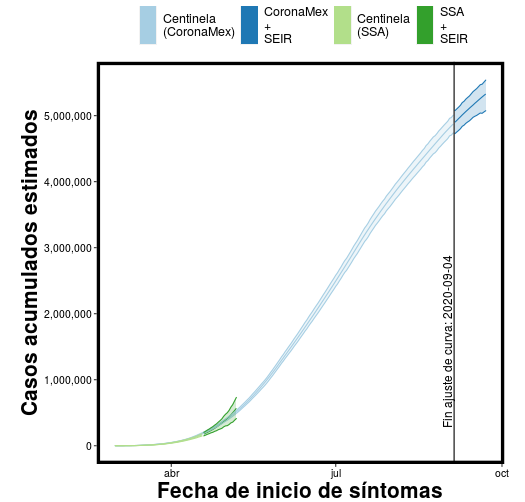 Centinela
(CoronaMex)
CoronaMex
+
SEIR
Centinela
(SSA)
SSA
+
SEIR
Casos acumulados estimados
5,000,000
4,000,000
3,000,000
2,000,000
1,000,000
0
Fin ajuste de curva: 2020-09-04
abr
jul
oct
Fecha de inicio de síntomas